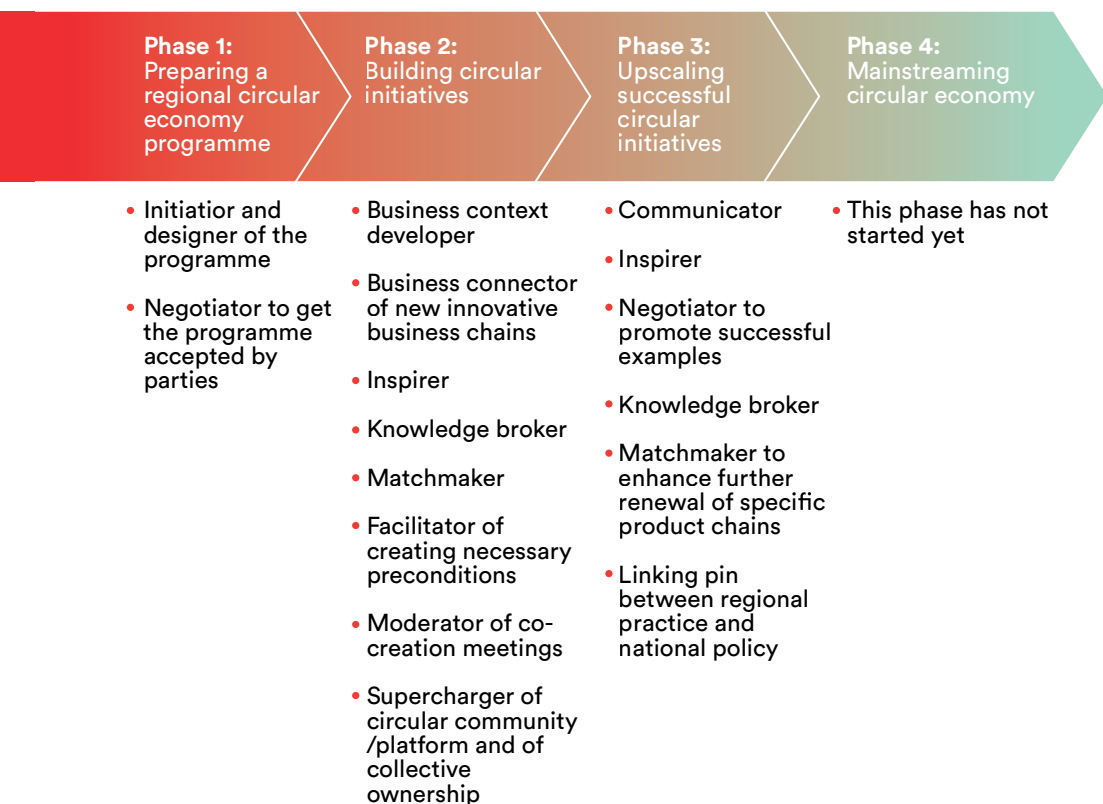 Phase 1:
Preparing a
regional circular
economy
programme
Phase 2:
Building circular
initiatives
Phase 3:
Upscaling
successful
circular
initiatives
Phase 4:
Mainstreaming
circular economy
• Initiatior and
designer of the
programme
• Negotiator to get
the programme
accepted by
parties
• Business context
developer
• Business connector
of new innovative
business chains
• Inspirer
• Knowledge broker
• Matchmaker
• Facilitator of
creating necessary
preconditions
• Moderator of co-
creation meetings
• Supercharger of
circular community
/platform and of
collective
ownership
• Communicator
• Inspirer
• Negotiator to
promote successful
examples
• Knowledge broker
• Matchmaker to
enhance further
renewal of specific
product chains
• Linking pin
between regional
practice and
national policy
• This phase has not
started yet